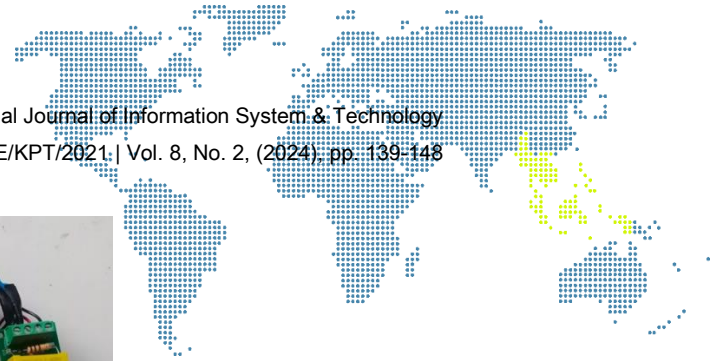 al Journal of Information System & Technology
E/KPT/2021 | Vol. 8, No. 2, (2024), pp. 139-148